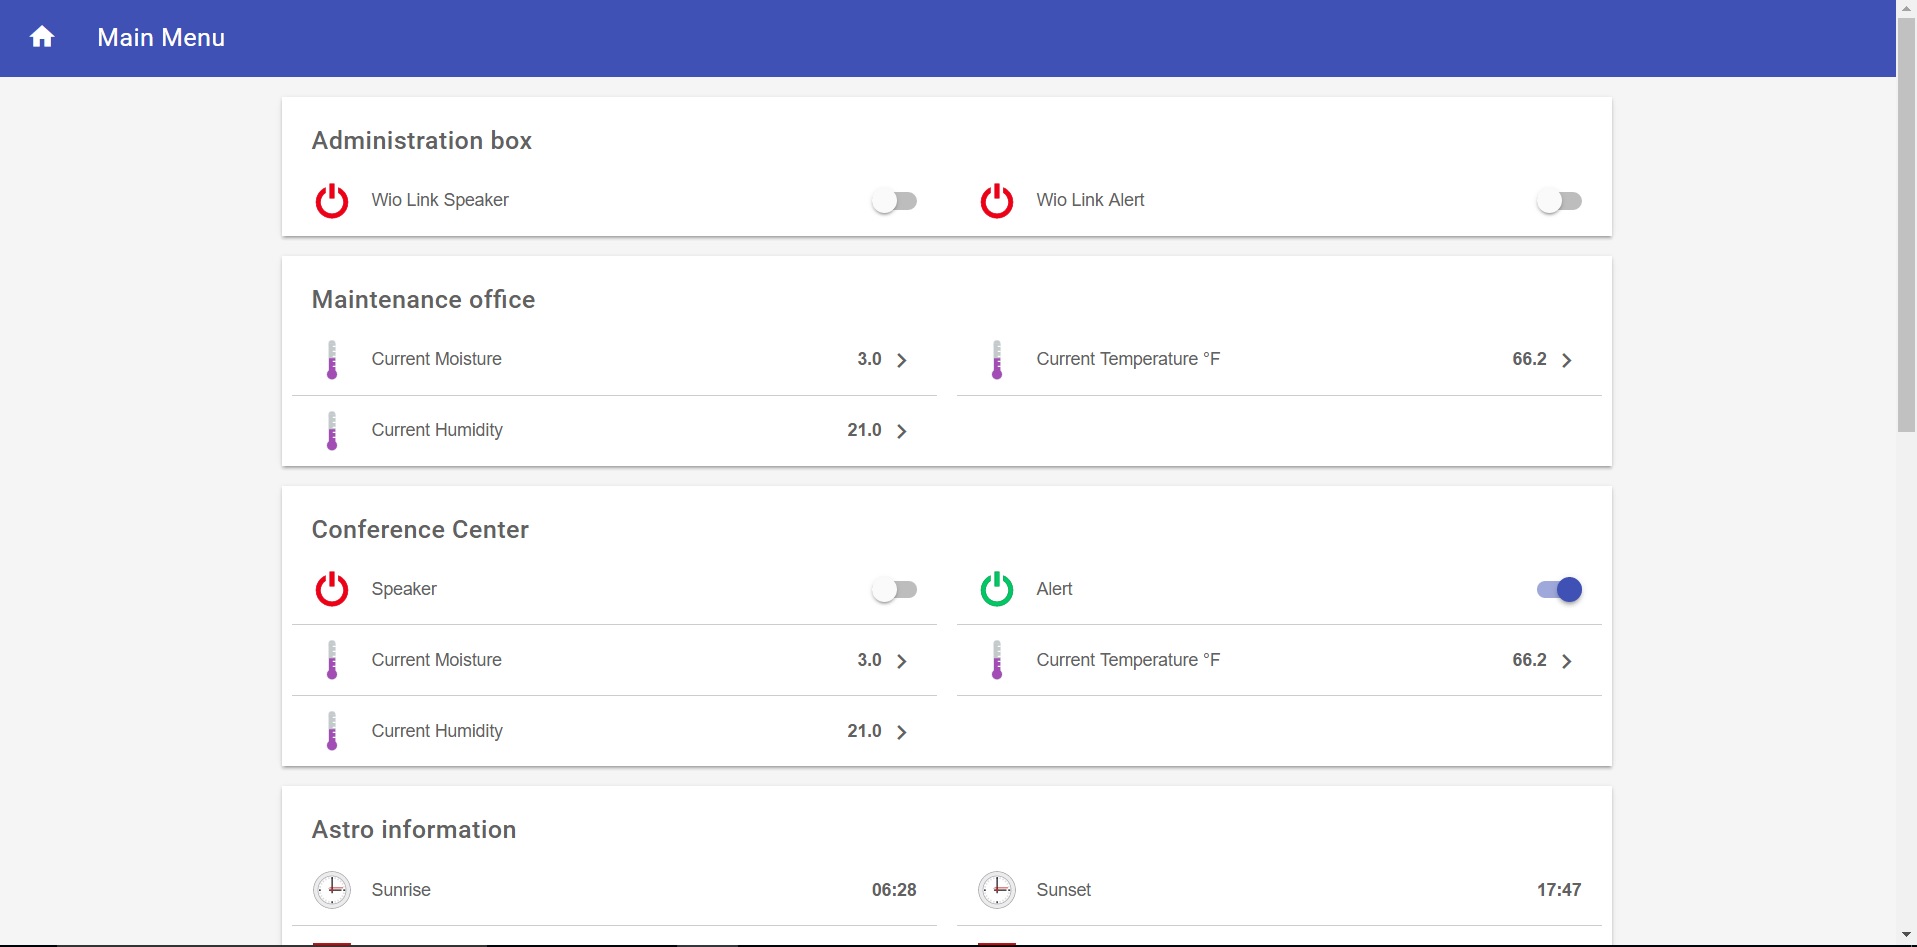 Main Menu
Administration box
Wio Link Speaker
Wio Link Alert
Maintenance office
Current Moisture 3.0
Current Temperature °F 66.2
Current Humidity 21.0
Conference Center
Speaker
Alert
Current Moisture 3.0
Current Temperature °F 66.2
Current Humidity 21.0
Astro information
Sunrise 06:28
Sunset 17:47